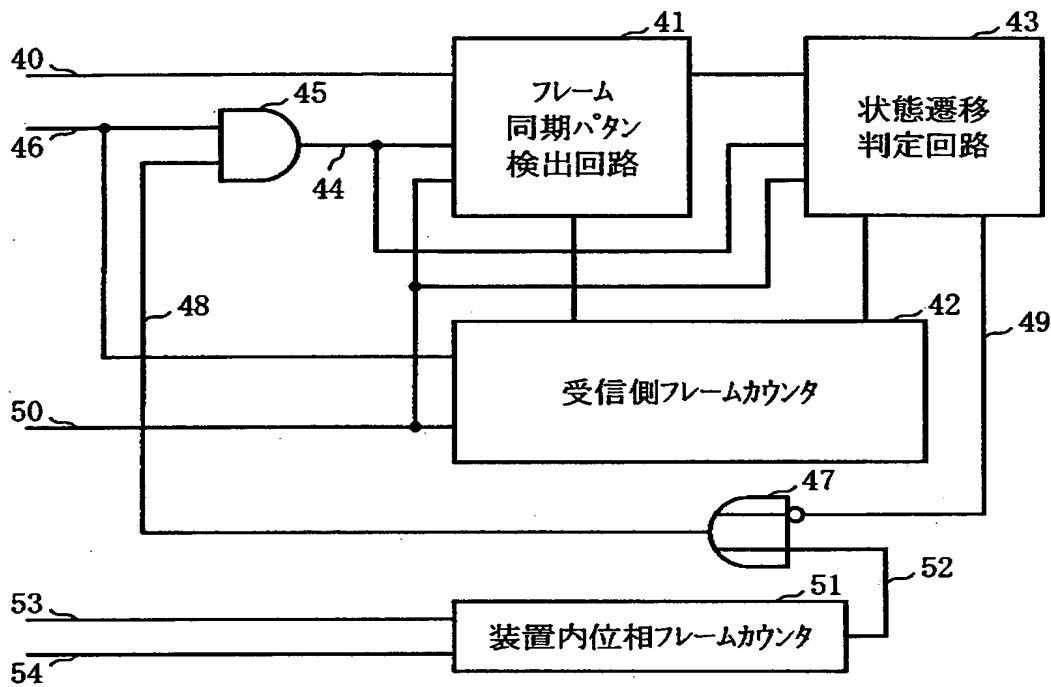 41
43
40
フレーム
同期パタン
検出回路
状態遷移
判定回路
45
46
44
48
42
49
受信側フレームカウンタ
50
47
52
53
51
装置内位相フレームカウンタ
54